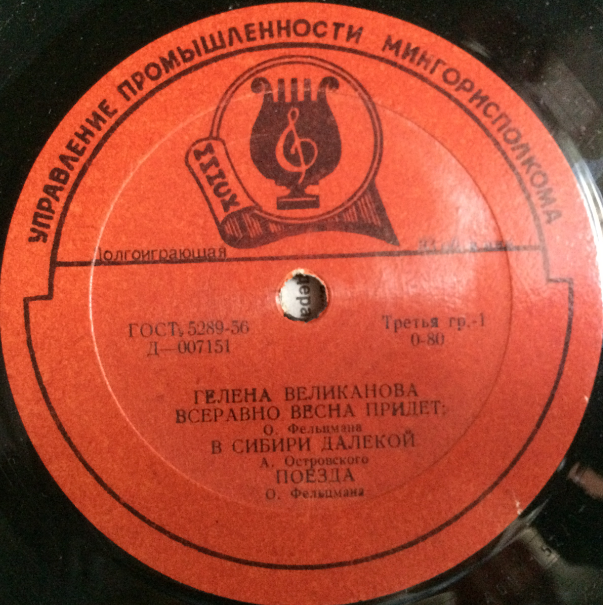 УПРАВЛЕНИЕ ПРОМЫШЛЕННОСТИ МИНГОРИСПОЛКОМА
Долгоиграющая
ГОСТ. 5289-56
Д—007151
Третья гр.-1
0-80
ГЕЛЕНА ВЕЛИКАНОВА
ВСЕРАВНО ВЕСНА ПРИДЕТ;
О. Фельцмана
В СИБИРИ ДАЛЕКОЙ
А. Островского
ПОЕЗДА
О. Фельцмана